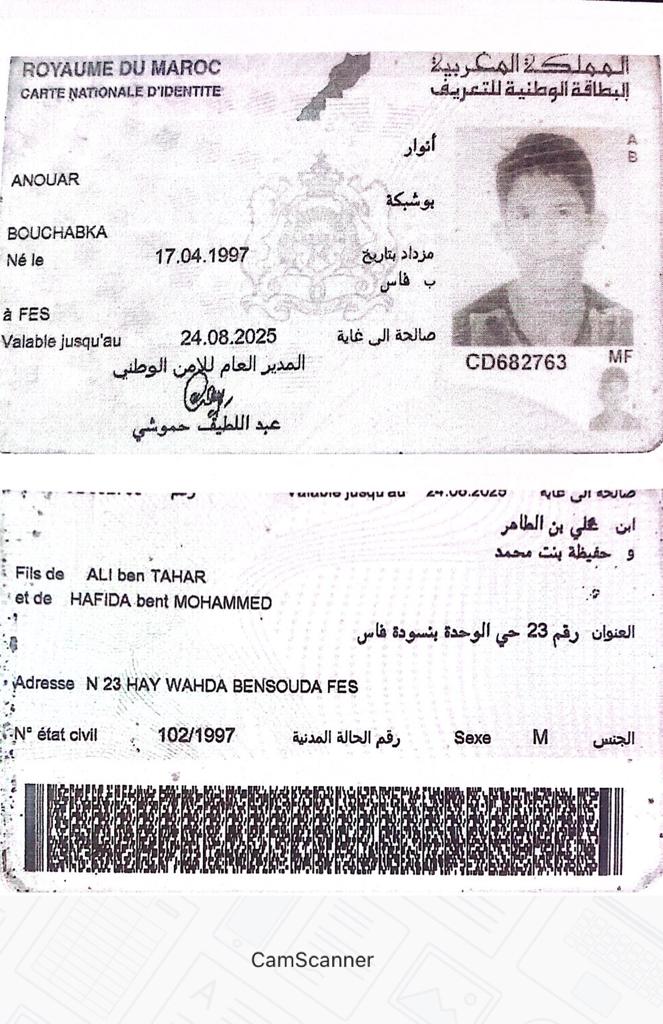 ROYAUME DU MAROC
المملكة المغربية
CARTE NATIONALE D'IDENTITE
البطاقة الوطنية للتعريف
A
B
أنوار
ANOUAR
بوشبكة
BOUCHABKA
Né le 17.04.1997 مزداد بتاريخ
ب فاس
à FES
Valable jusqu'au 24.08.2025 صالحة الى غاية
المدير العام للامن الوطني
عبد اللطيف حموشي
CD682763
MF
Valable jusqu'au 24.08.2025 صالحة الى غاية
ابن علي بن الطاهر
و حفيظة بنت محمد
Fils de ALI ben TAHAR
et de HAFIDA bent MOHAMMED
العنوان رقم 23 حي الوحدة بنسودة فاس
Adresse N 23 HAY WAHDA BENSOUDA FES
N° état civil 102/1997 رقم الحالة المدنية Sexe M الجنس
CamScanner